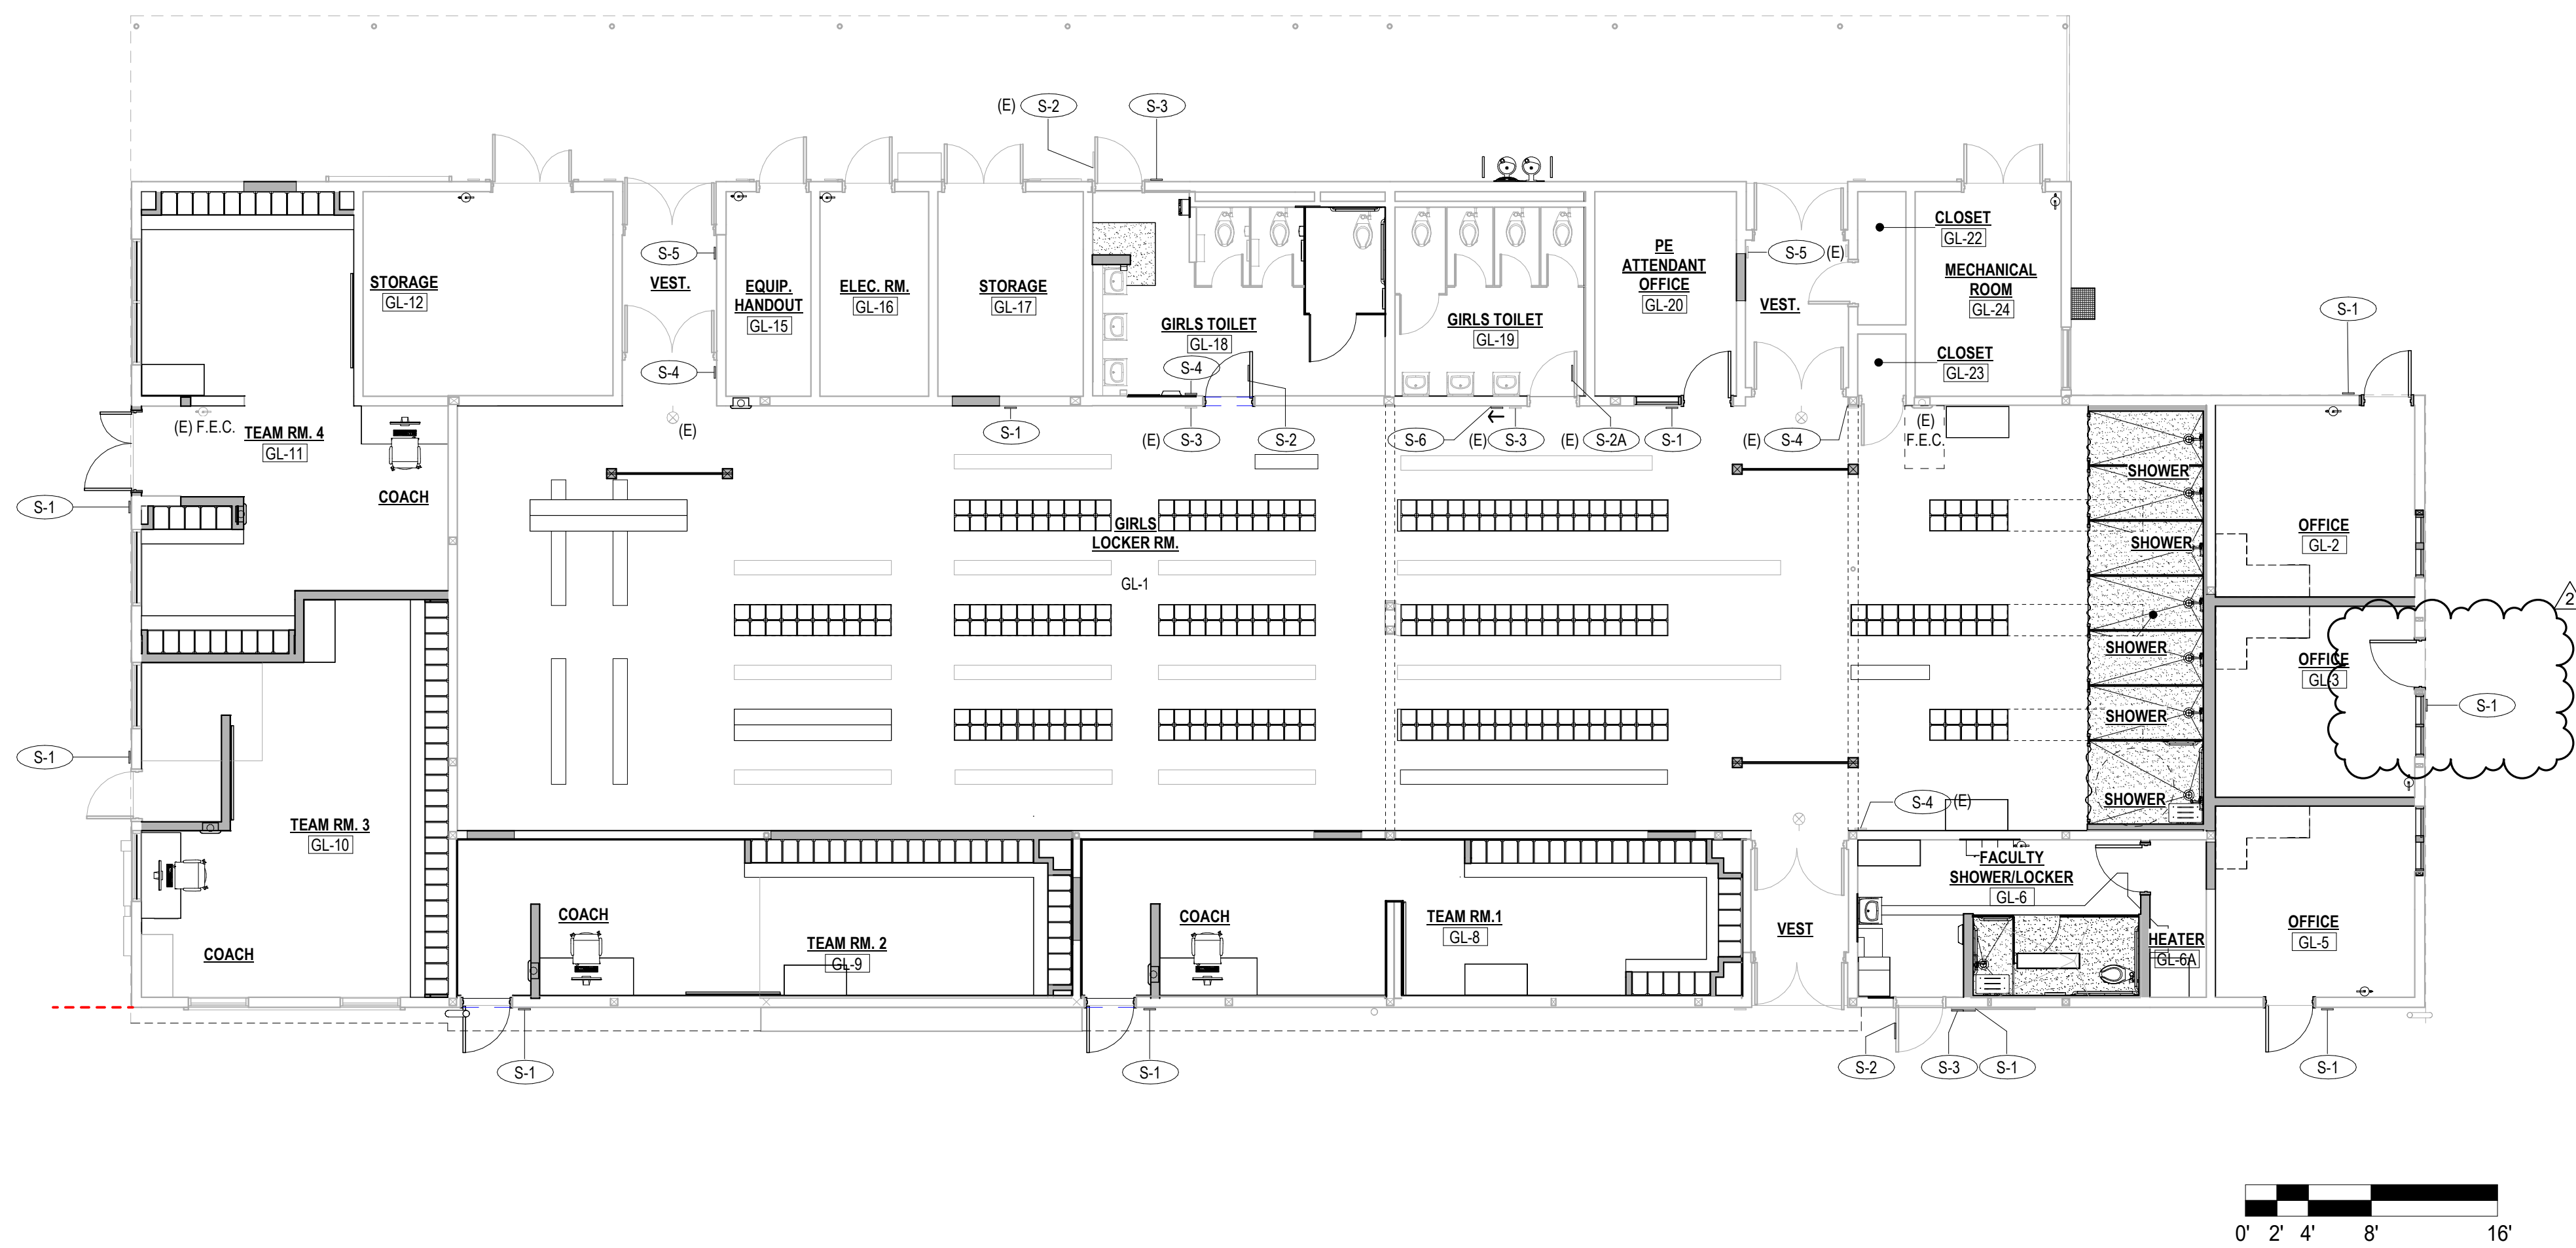 (E) S-2
S-3
CLOSET
GL-22
S-5
S-5 (E)
PE
ATTENDANT
OFFICE
GL-20
MECHANICAL
ROOM
GL-24
STORAGE
GL-12
VEST.
EQUIP.
HANDOUT
GL-15
ELEC. RM.
GL-16
STORAGE
GL-17
VEST.
S-1
GIRLS TOILET
GL-18
GIRLS TOILET
GL-19
CLOSET
GL-23
S-4
S-4
(E) F.E.C.
TEAM RM. 4
GL-11
(E)
S-1
(E) S-3
S-2
S-6
(E) S-3
(E) S-2A
S-1
(E) S-4
(E)
F.E.C.
SHOWER
COACH
S-1
GIRLS
LOCKER RM.
GL-1
OFFICE
GL-2
SHOWER
2
SHOWER
OFFICE
GL-3
S-1
SHOWER
S-1
SHOWER
S-4 (E)
TEAM RM. 3
GL-10
FACULTY
SHOWER/LOCKER
GL-6
COACH
COACH
TEAM RM.1
GL-8
VEST
OFFICE
GL-5
TEAM RM. 2
GL-9
HEATER
GL-6A
COACH
S-1
S-1
S-2
S-3
S-1
S-1
0' 2' 4' 8' 16'